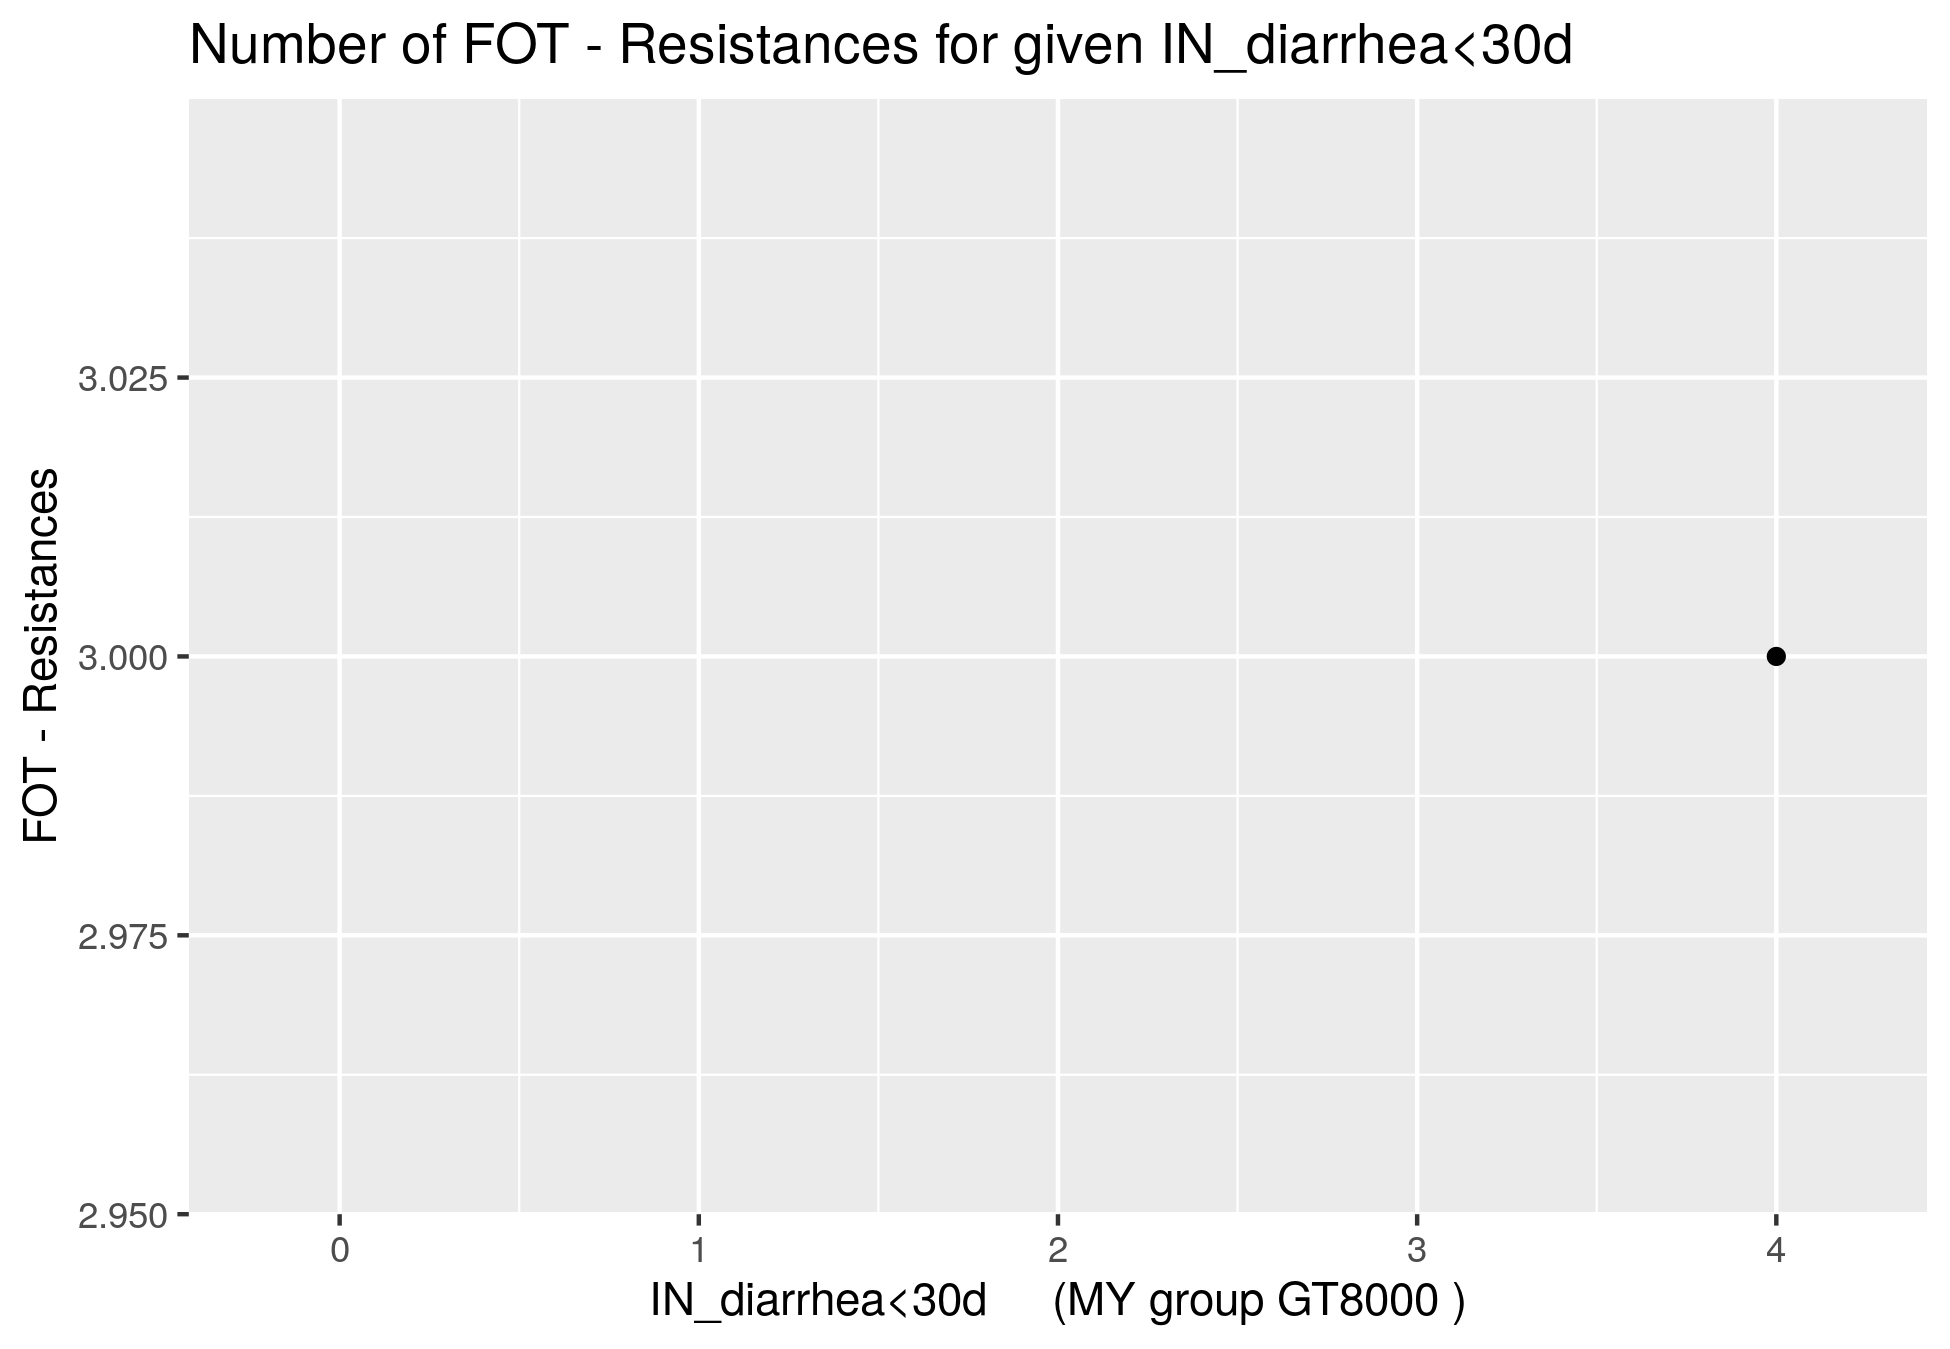 Number of FOT - Resistances for given IN_diarrhea<30d
FOT - Resistances
3.025
3.000
2.975
2.950
0 1 2 3 4
IN_diarrhea<30d (MY group GT8000 )